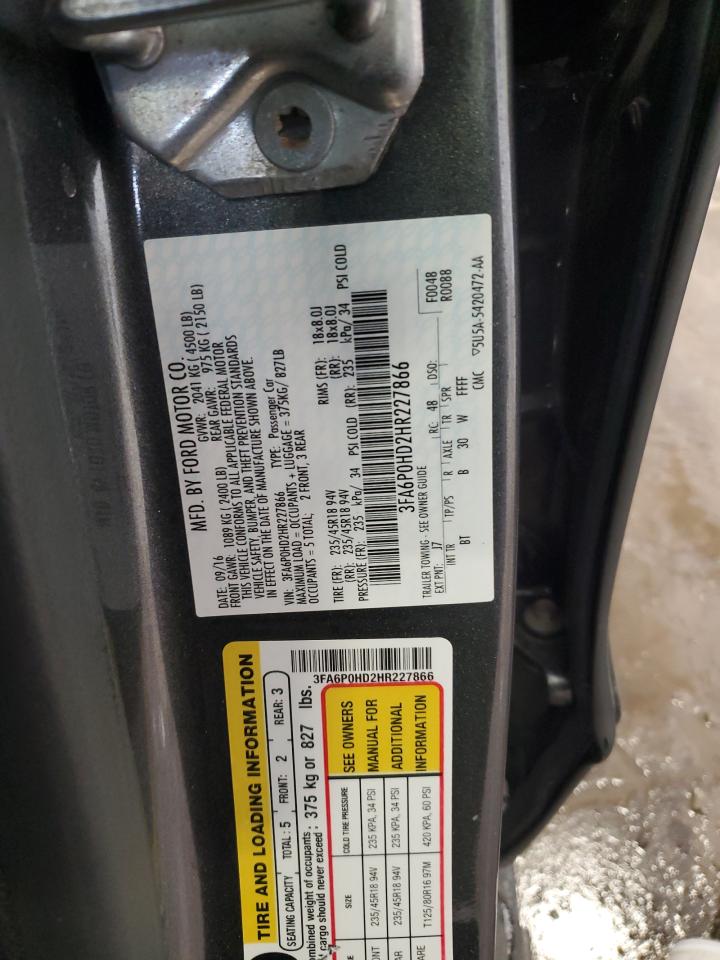 MFD. BY FORD MOTOR CO.
DATE: 09/16 GVWR: 2041 KG ( 4500 LB)
FRONT GAWR: 1089 KG ( 2400 LB) REAR GAWR: 975 KG ( 2150 LB)
THIS VEHICLE CONFORMS TO ALL APPLICABLE FEDERAL MOTOR
VEHICLE SAFETY, BUMPER, AND THEFT PREVENTION STANDARDS
IN EFFECT ON THE DATE OF MANUFACTURE SHOWN ABOVE.
VIN: 3FA6P0HD2HR227866 TYPE: Passenger Car
MAXIMUM LOAD = OCCUPANTS + LUGGAGE = 375KG/ 827LB
OCCUPANTS = 5 TOTAL; 2 FRONT, 3 REAR
TIRE (FR): 235/45R18 94V RIMS (FR): 18x8.0J
(RR): 235/45R18 94V (RR): 18x8.0J
PRESSURE (FR): 235 kPa/ 34 PSI COLD (RR): 235 kPa/ 34 PSI COLD
3FA6P0HD2HR227866
TRAILER TOWING - SEE OWNER GUIDE F0048
EXT PNT: J7 RC: 48 DSO: R0088
INT TR TP/PS R AXLE TR SPR
BT B 30 W FFFF
CMC 5U5A-5420472-AA
TIRE AND LOADING INFORMATION
SEATING CAPACITY TOTAL: 5 FRONT: 2 REAR: 3
ombined weight of occupants
cargo should never exceed: 375 kg or 827 lbs.
3FA6P0HD2HR227866
SIZE COLD TIRE PRESSURE SEE OWNERS
ONT 235/45R18 94V 235 KPA, 34 PSI MANUAL FOR
AR 235/45R18 94V 235 KPA, 34 PSI ADDITIONAL
ARE T125/80R16 97M 420 KPA, 60 PSI INFORMATION